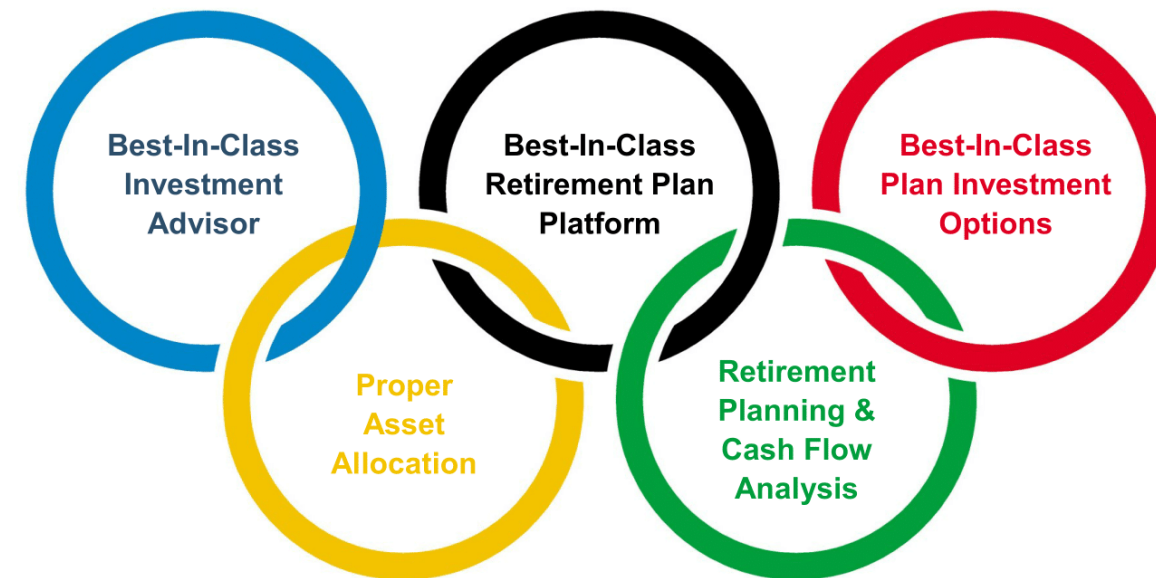 Best-In-Class
Investment
Advisor
Best-In-Class
Retirement Plan
Platform
Best-In-Class
Plan Investment
Options
Proper
Asset
Allocation
Retirement
Planning &
Cash Flow
Analysis